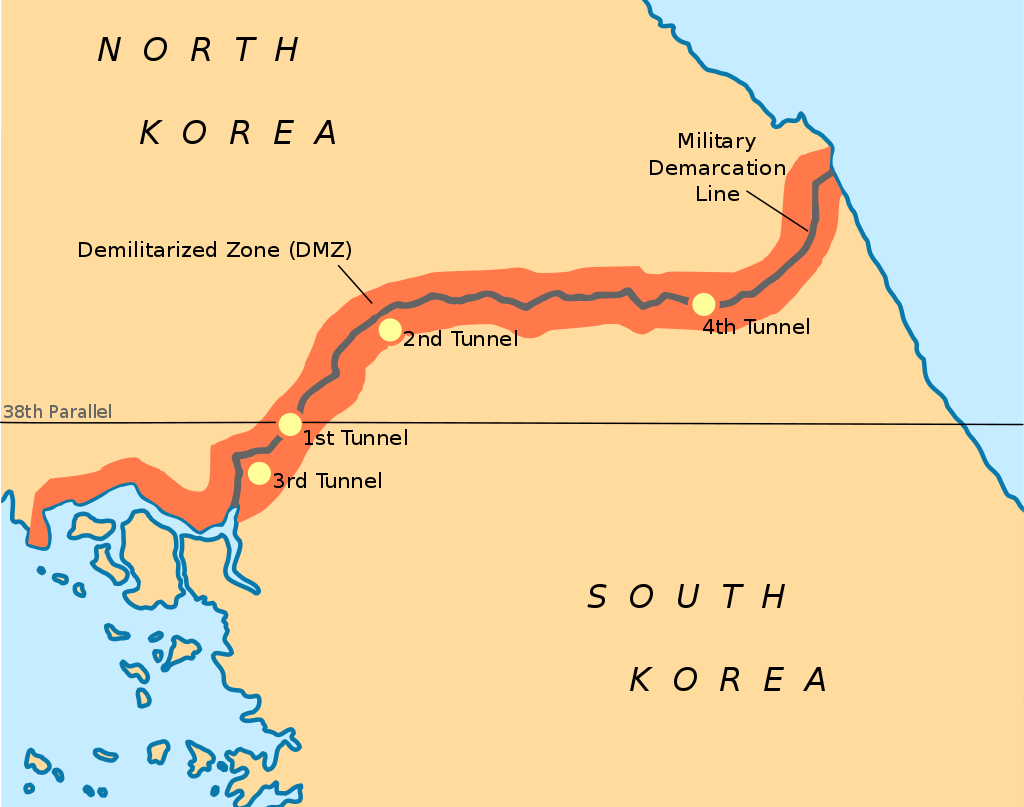 N O R T H
K O R E A
Military
Demarcation
Line
Demilitarized Zone (DMZ)
2nd Tunnel
4th Tunnel
38th Parallel
1st Tunnel
3rd Tunnel
S O U T H
K O R E A